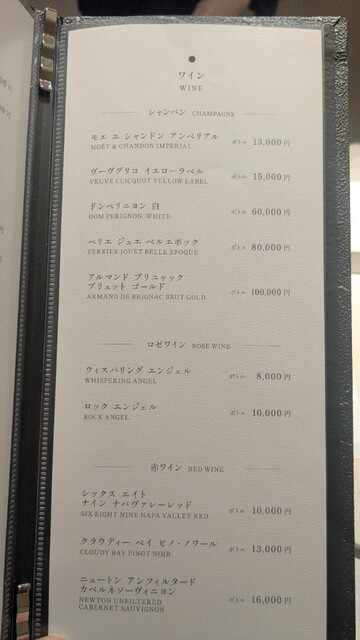 ワイン
WINE
シャンパン CHAMPAGNE
モエ エ シャンドン アンペリアル
MOËT & CHANDON IMPERIAL
ボトル 13,000円
ヴーヴクリコ イエローラベル
VEUVE CLICQUOT YELLOW LABEL
ボトル 15,000円
ドンペリニヨン 白
DOM PERIGNON WHITE
ボトル 60,000円
ペリエ ジュエ ベルエポック
PERRIER JOUET BELLE EPOQUE
ボトル 80,000円
アルマンド ブリニャック
ブリュット ゴールド
ARMAND DE BRIGNAC BRUT GOLD
ボトル 100,000円
ロゼワイン ROSE WINE
ウィスパリング エンジェル
WHISPERING ANGEL
ボトル 8,000円
ロック エンジェル
ROCK ANGEL
ボトル 10,000円
赤ワイン RED WINE
シックス エイト
ナイン ナパヴァレーレッド
SIX EIGHT NINE NAPA VALLEY RED
ボトル 10,000円
クラウディー ベイ ピノ・ノワール
CLOUDY BAY PINOT NOIR
ボトル 13,000円
ニュートン アンフィルタード
カベルネソーヴィニヨン
NEWTON UNFILTERED
CABERNET SAUVIGNON
ボトル 16,000円